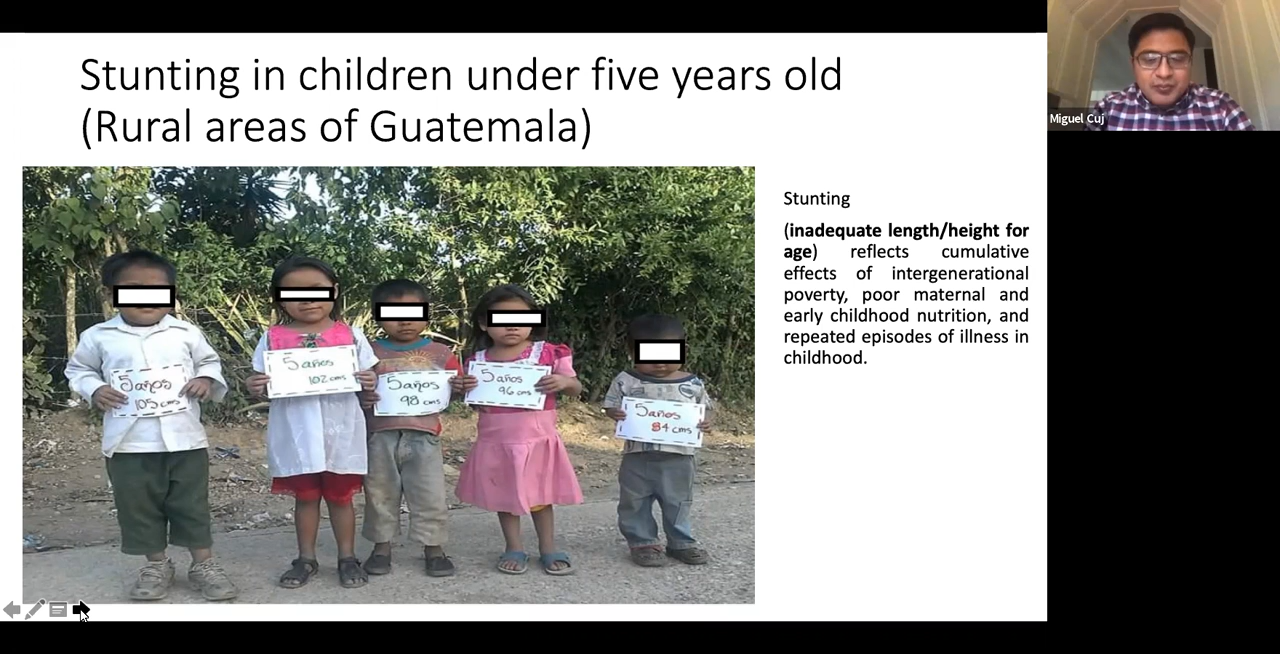 Stunting in children under five years old
(Rural areas of Guatemala)
Miguel Cuj
Stunting
(inadequate length/height for
age) reflects cumulative
effects of intergenerational
poverty, poor maternal and
early childhood nutrition, and
repeated episodes of illness in
childhood.
5 años
105 cms
5 años
102 cms
5 años
98 cms
5 años
96 cms
5 años
84 cms